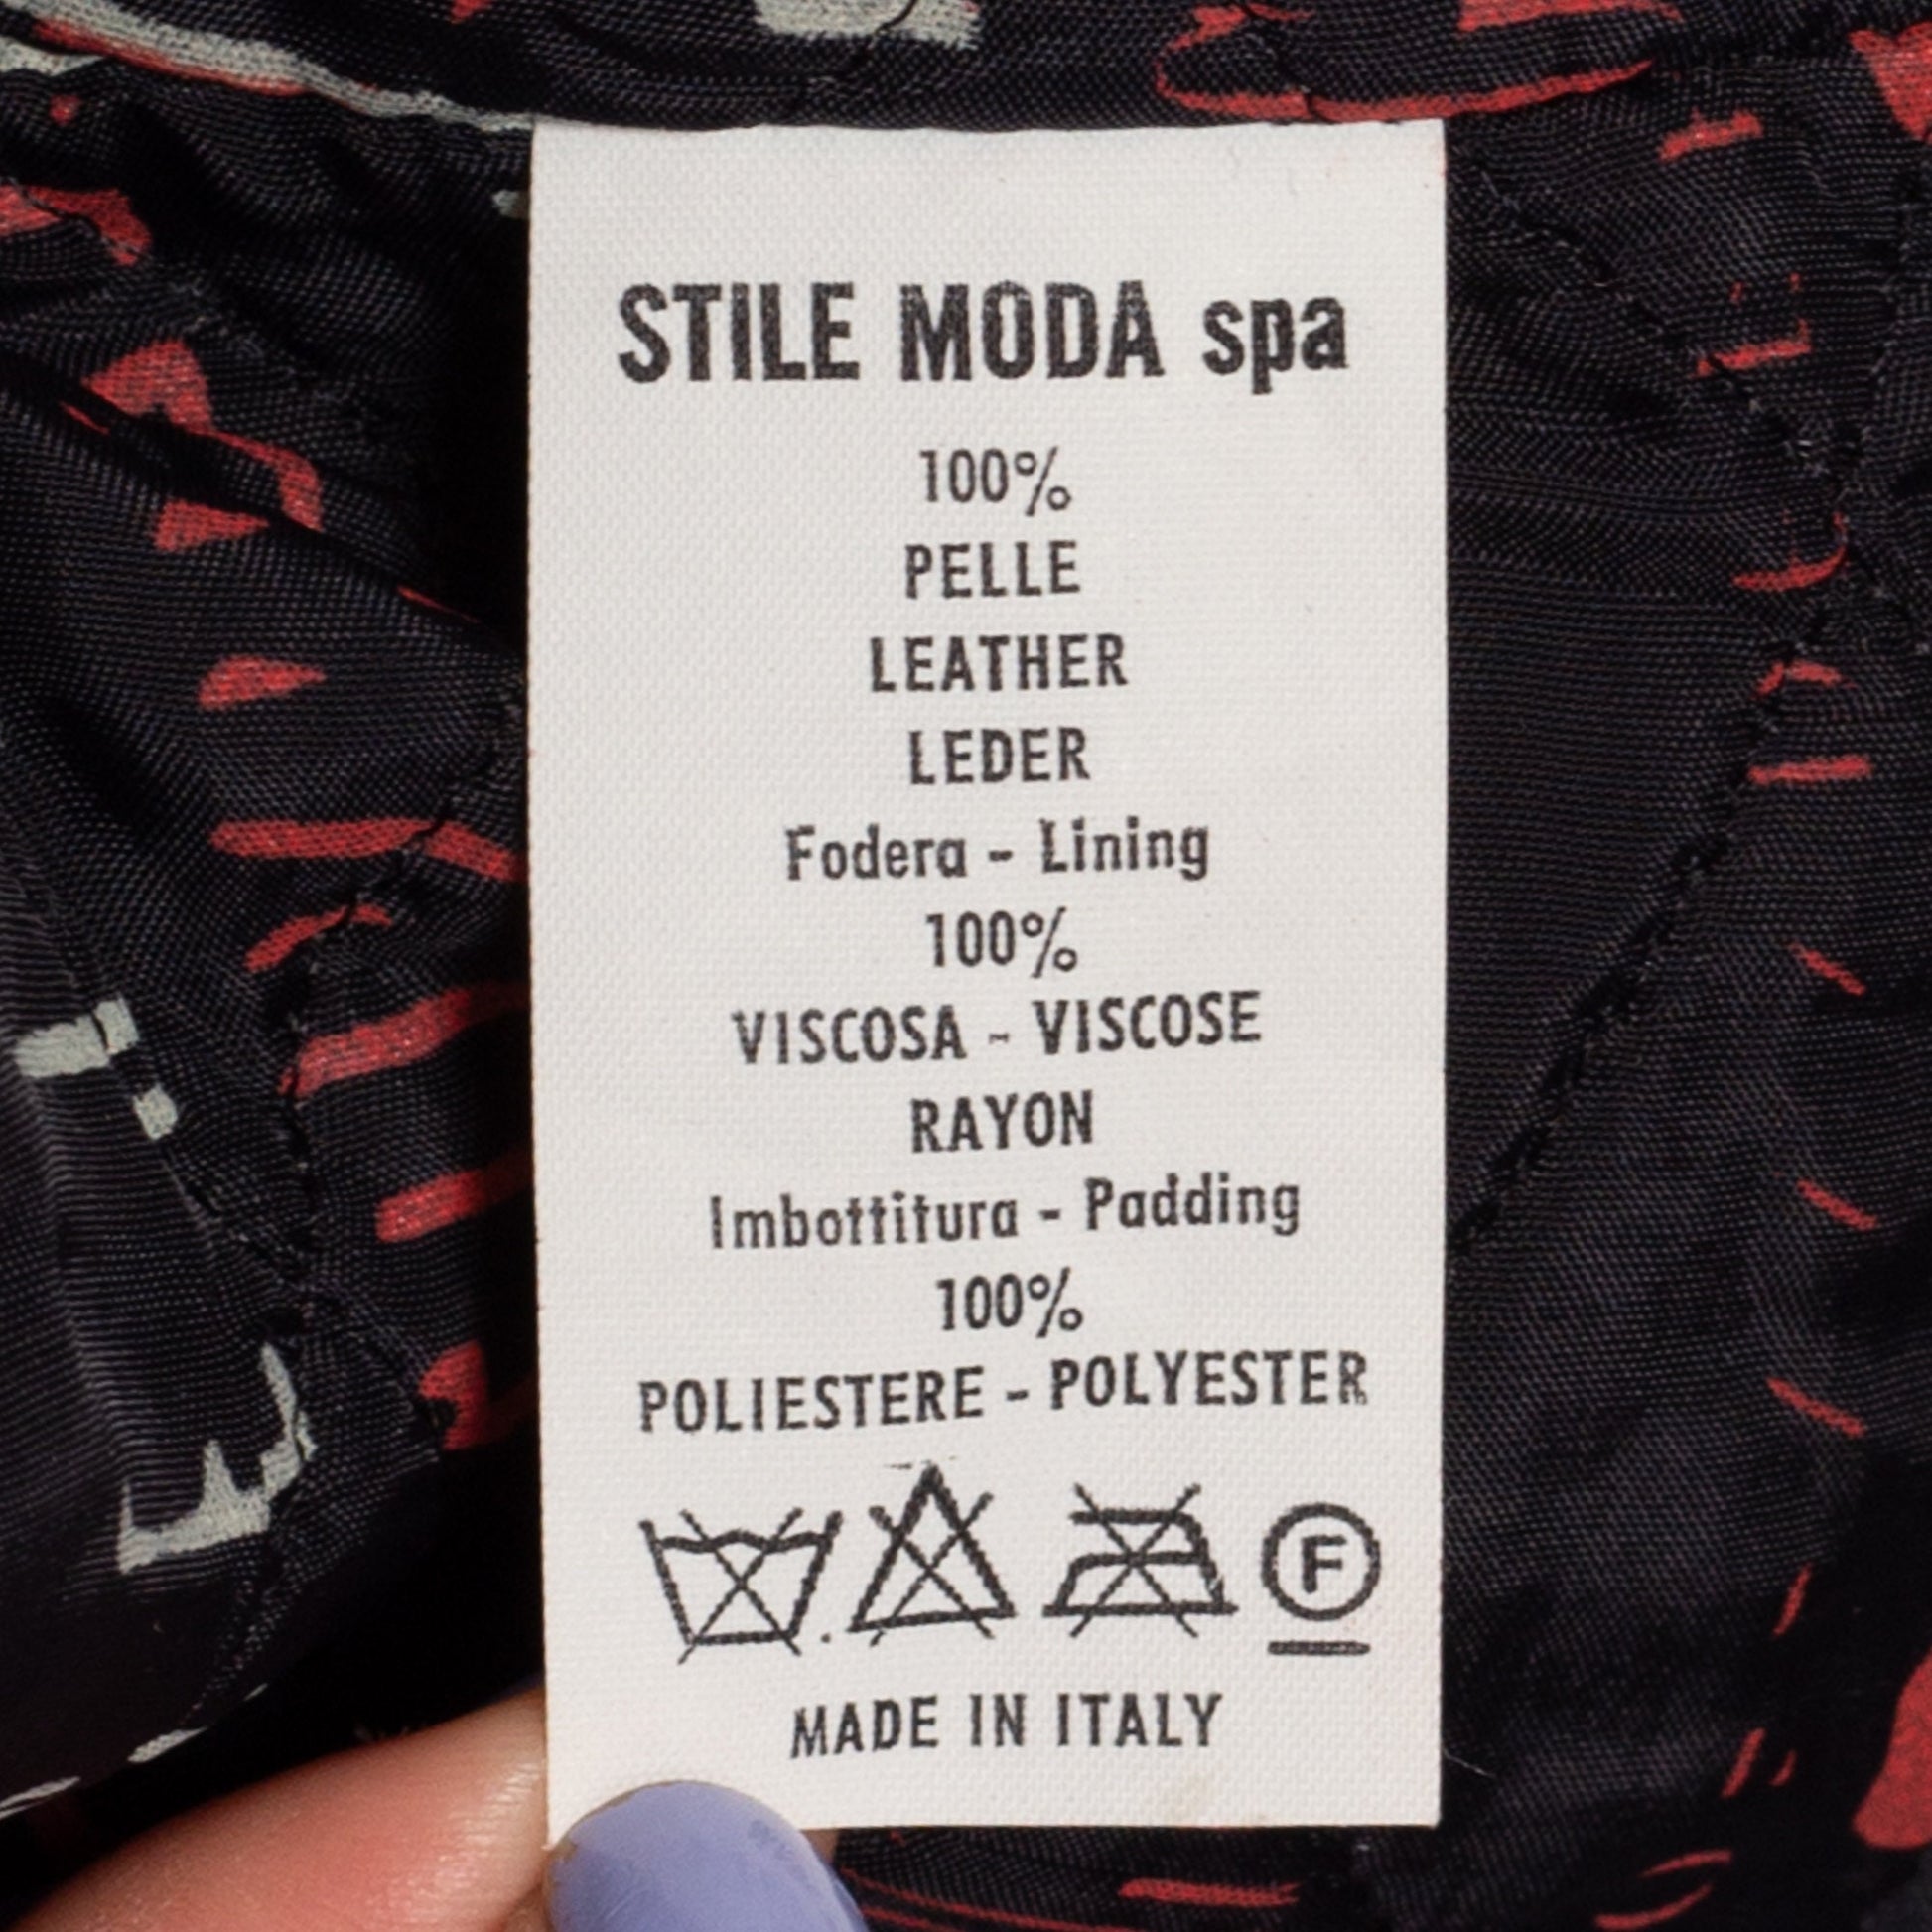 STILE MODA spa
100%
PELLE
LEATHER
LEDER
Fodera - Lining
100%
VISCOSA - VISCOSE
RAYON
Imbottitura - Padding
100%
POLIESTERE - POLYESTER
F
MADE IN ITALY